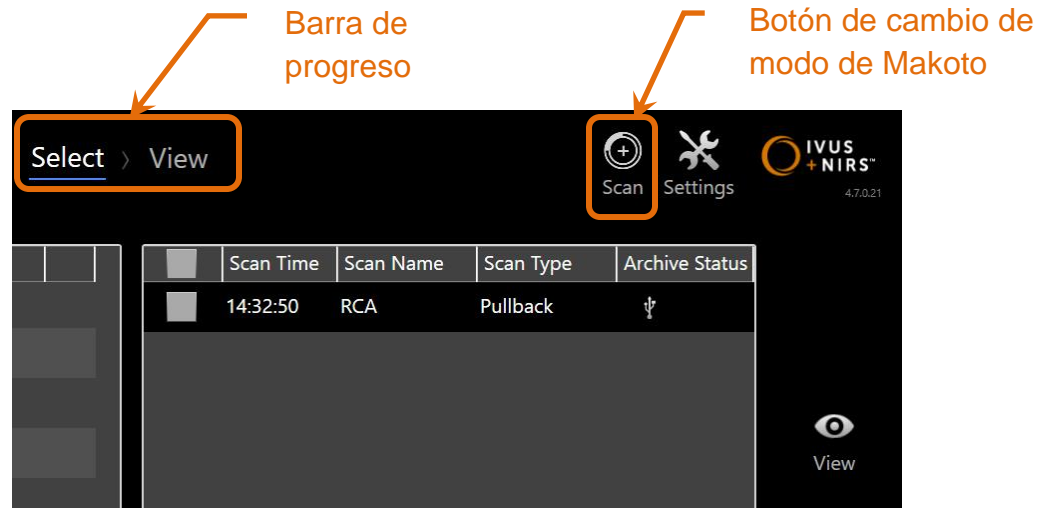 Barra de
progreso
Botón de cambio de
modo de Makoto
Select > View
Scan
Settings
IVUS
+NIRS™
4.7.0.21
Scan Time Scan Name Scan Type Archive Status
14:32:50 RCA Pullback
View